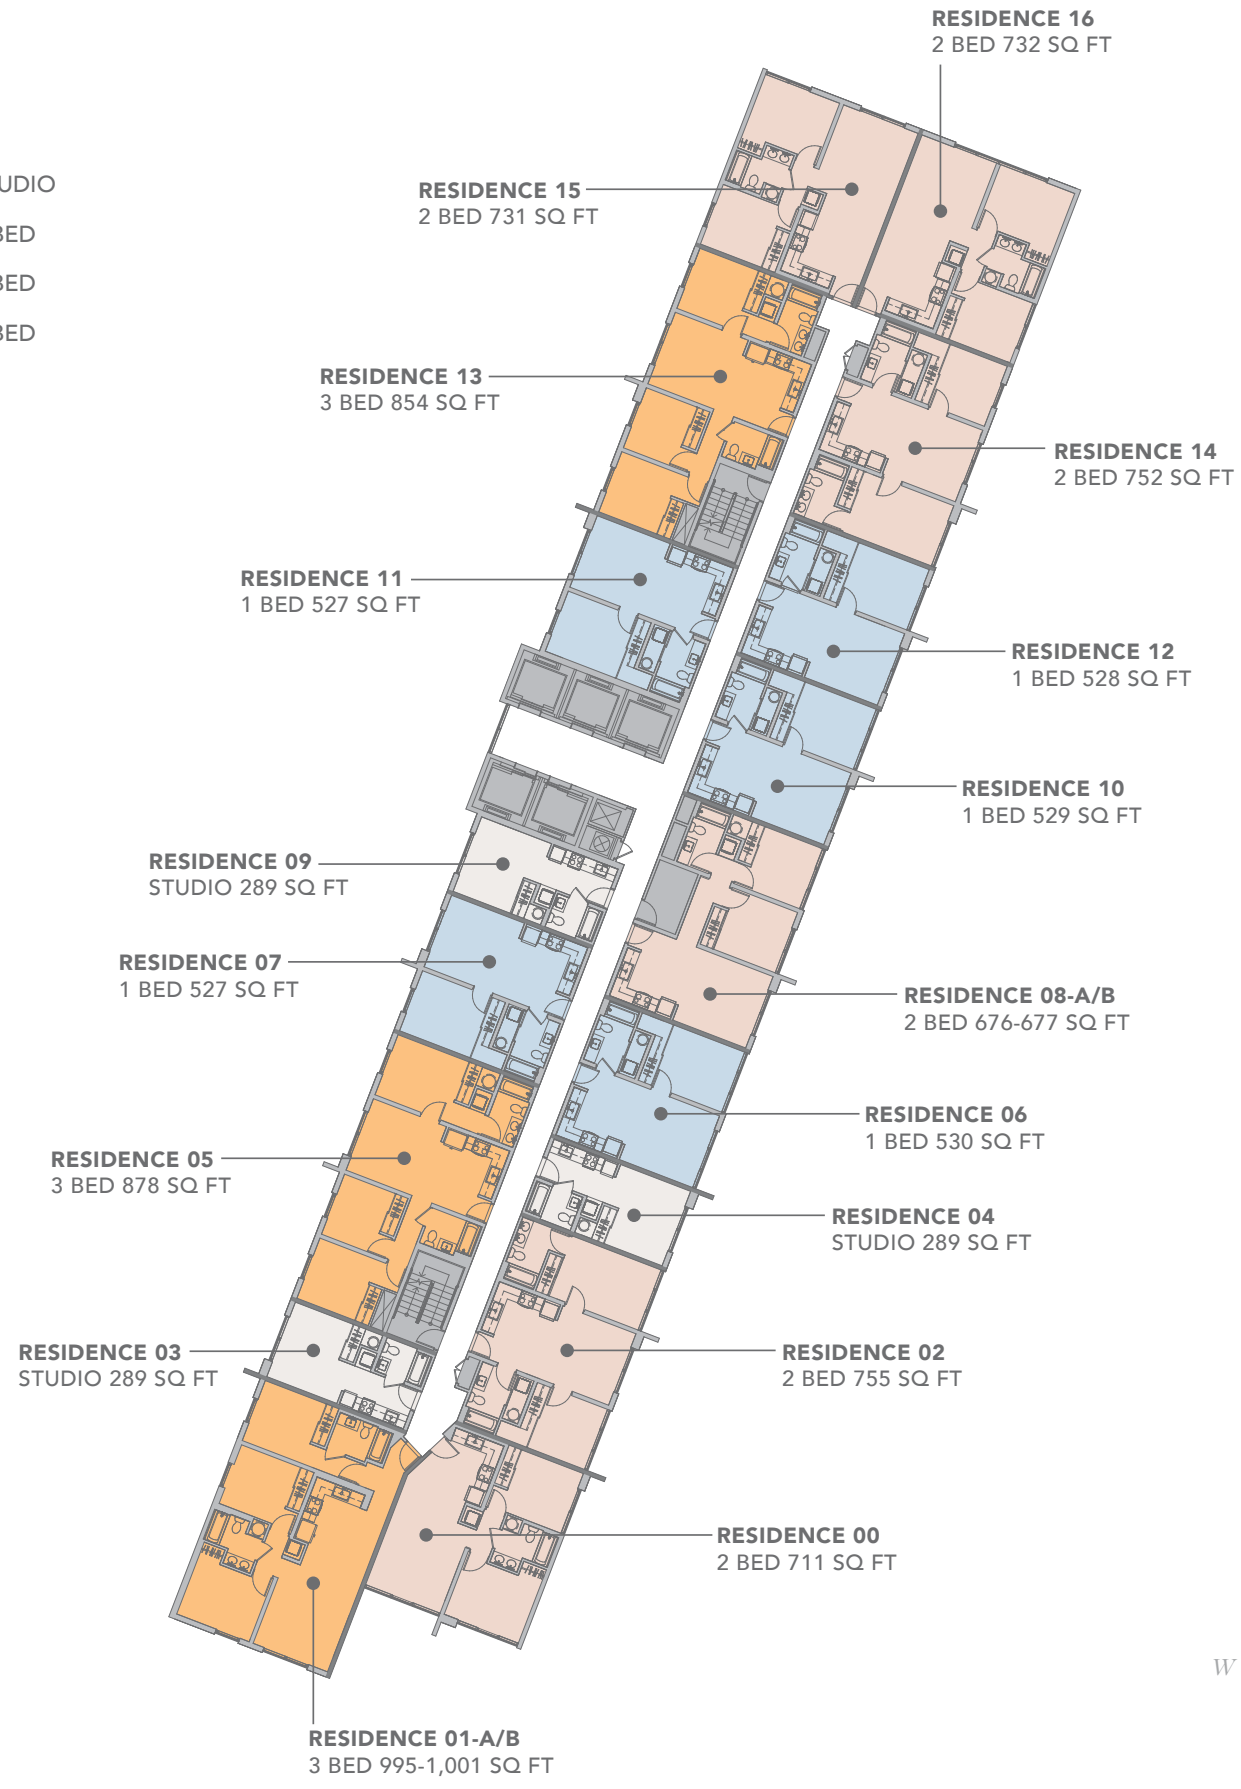 RESIDENCE 16
2 BED 732 SQ FT
UDIO
BED
BED
BED
RESIDENCE 15
2 BED 731 SQ FT
RESIDENCE 13
3 BED 854 SQ FT
RESIDENCE 14
2 BED 752 SQ FT
RESIDENCE 11
1 BED 527 SQ FT
RESIDENCE 12
1 BED 528 SQ FT
RESIDENCE 10
1 BED 529 SQ FT
RESIDENCE 09
STUDIO 289 SQ FT
RESIDENCE 07
1 BED 527 SQ FT
RESIDENCE 08-A/B
2 BED 676-677 SQ FT
RESIDENCE 06
1 BED 530 SQ FT
RESIDENCE 05
3 BED 878 SQ FT
RESIDENCE 04
STUDIO 289 SQ FT
RESIDENCE 03
STUDIO 289 SQ FT
RESIDENCE 02
2 BED 755 SQ FT
RESIDENCE 00
2 BED 711 SQ FT
W
RESIDENCE 01-A/B
3 BED 995-1,001 SQ FT